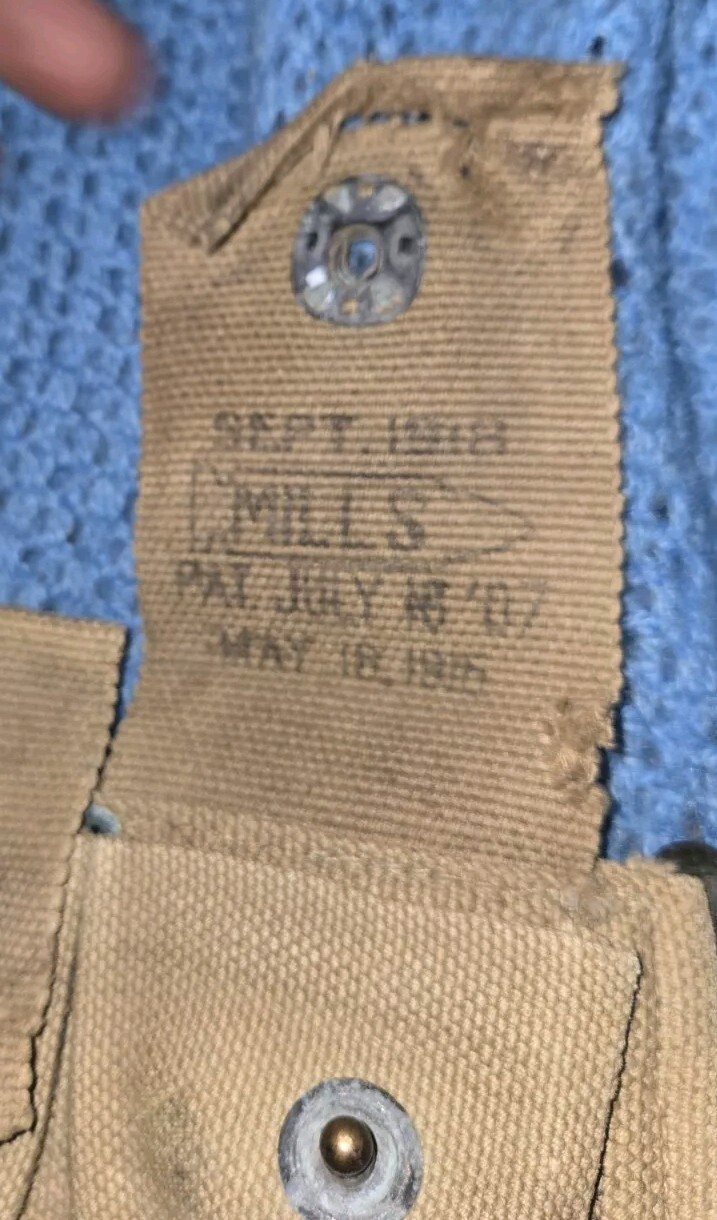 SEPT. 1918
MILLS
PAT. JULY 16 '07
MAY 18, 1915